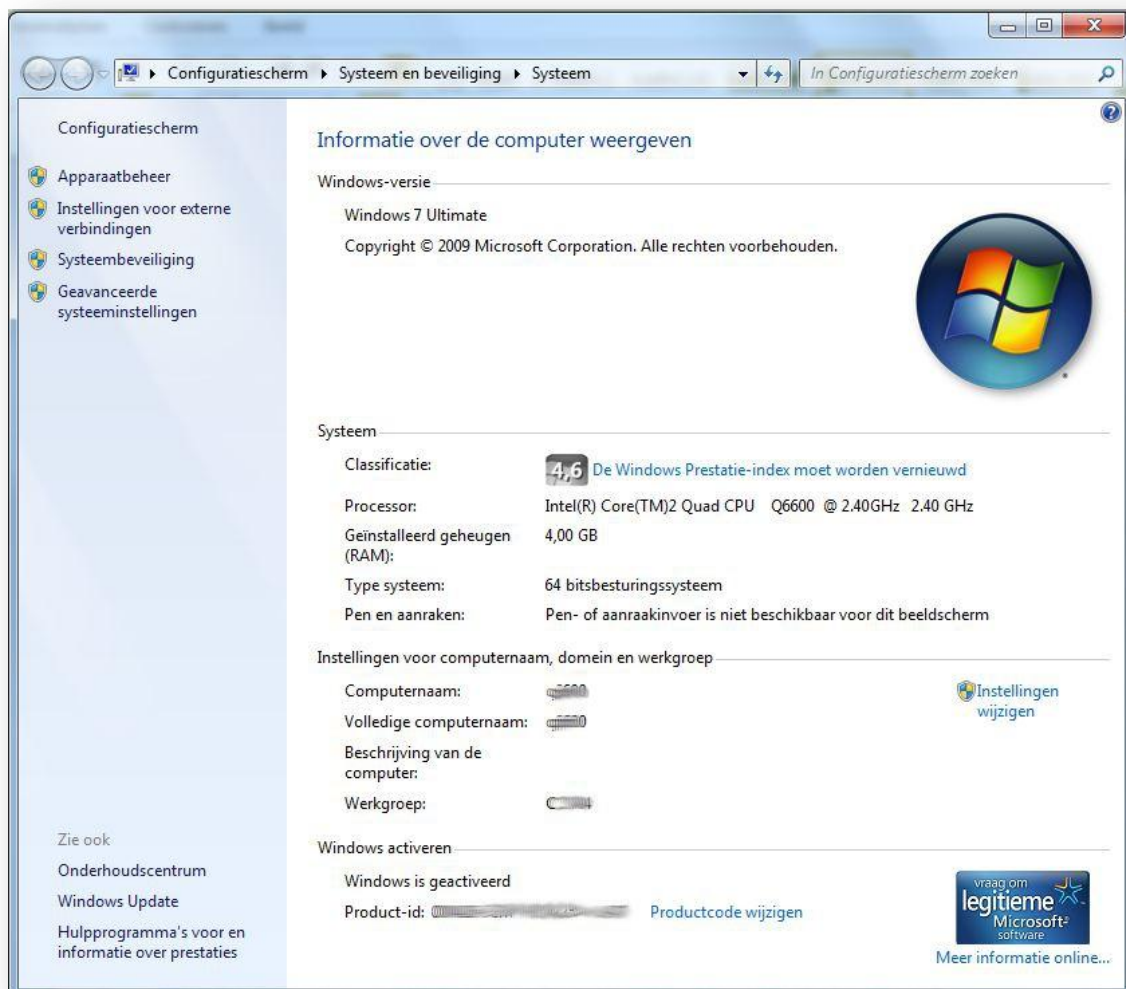 Configuratiescherm
Systeem en beveiliging
Systeem
In Configuratiescherm zoeken
Configuratiescherm
Apparaatbeheer
Instellingen voor externe
verbindingen
Systeembeveiliging
Geavanceerde
systeeminstellingen
Zie ook
Onderhoudscentrum
Windows Update
Hulpprogramma's voor en
informatie over prestaties
Informatie over de computer weergeven
Windows-versie
Windows 7 Ultimate
Copyright © 2009 Microsoft Corporation. Alle rechten voorbehouden.
Systeem
Classificatie: 4,6 De Windows Prestatie-index moet worden vernieuwd
Processor: Intel(R) Core(TM)2 Quad CPU Q6600 @ 2.40GHz 2.40 GHz
Geïnstalleerd geheugen 4,00 GB
(RAM):
Type systeem: 64 bitsbesturingssysteem
Pen en aanraken: Pen- of aanraakinvoer is niet beschikbaar voor dit beeldscherm
Instellingen voor computernaam, domein en werkgroep
Computernaam:
Instellingen
wijzigen
Volledige computernaam:
Beschrijving van de
computer:
Werkgroep:
Windows activeren
Windows is geactiveerd
Product-id: Productcode wijzigen
vraag om
legitieme
Microsoft®
software
Meer informatie online...